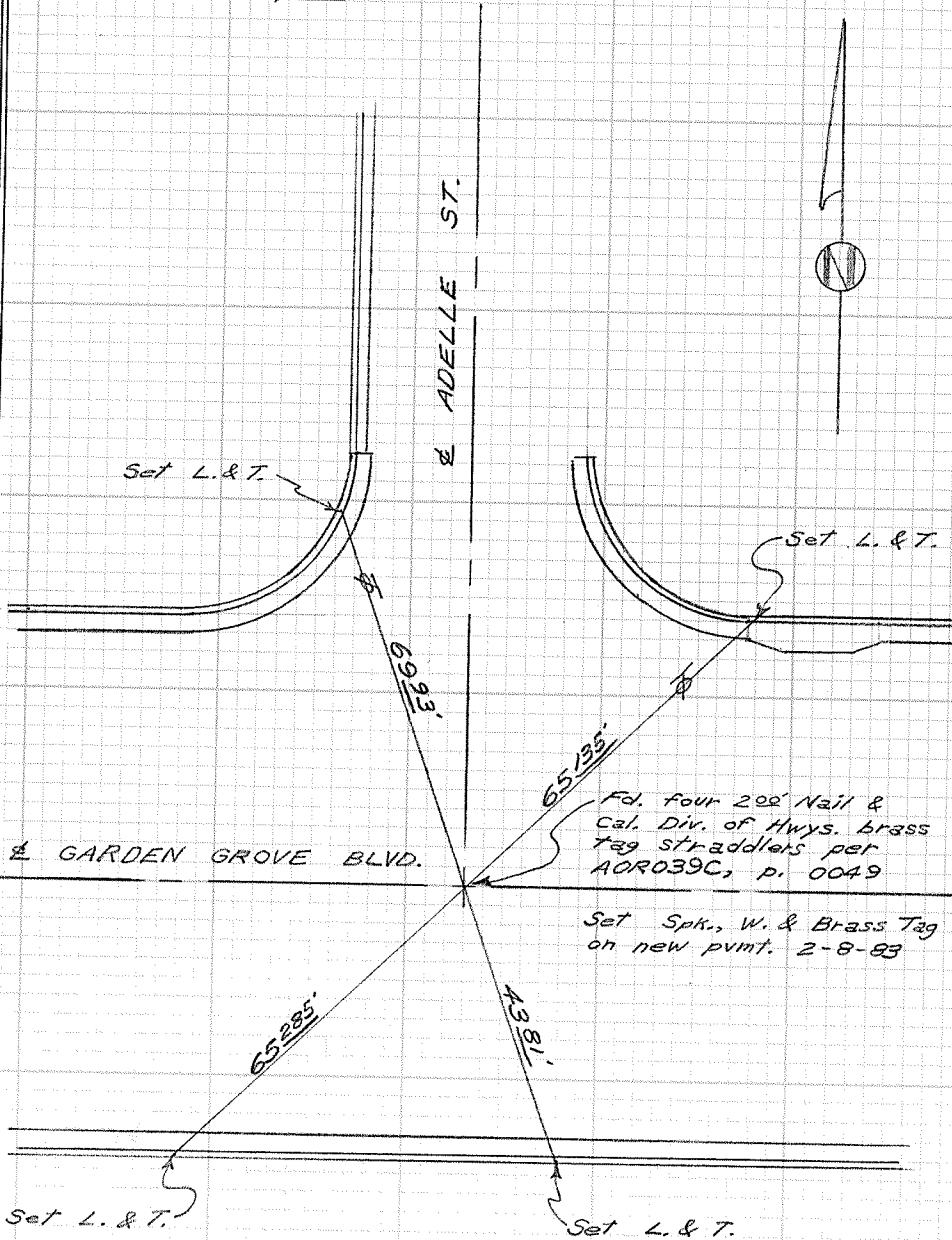 N
℄ ADELLE ST.
Set L. & T.
Set L. & T.
69.93'
65.135'
Fd. four 2.00' Nail &
Cal. Div. of Hwys. brass
tag straddlers per
AOR039C, p. 0049
℄ GARDEN GROVE BLVD.
Set Spk., W. & Brass Tag
on new pvmt. 2-8-83
65.285'
43.81'
Set L. & T.
Set L. & T.